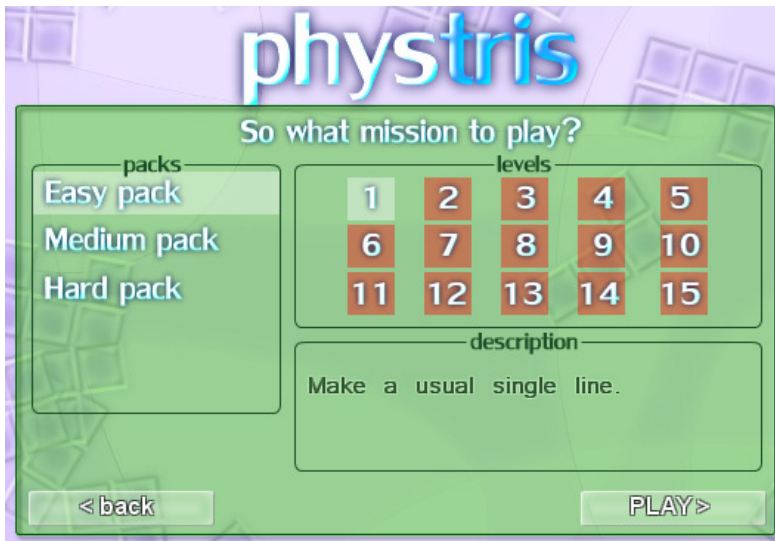 phystris
So what mission to play?
packs
Easy pack
Medium pack
Hard pack
levels
1 2 3 4 5
6 7 8 9 10
11 12 13 14 15
description
Make a usual single line.
< back
PLAY >